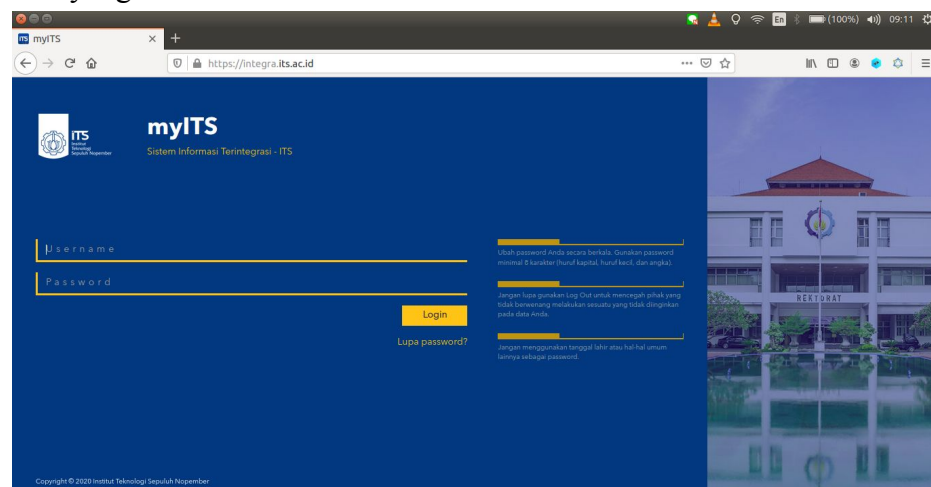 En (100%) 09:11
myITS
https://integra.its.ac.id
ITS
Institut
Teknologi
Sepuluh Nopember
myITS
Sistem Informasi Terintegrasi - ITS
Username
Password
Login
Lupa password?
Ubah password Anda secara berkala. Gunakan password
minimal 8 karakter (huruf kapital, huruf kecil, dan angka).
Jangan lupa gunakan Log Out untuk mencegah pihak yang
tidak berwenang melakukan sesuatu yang tidak diinginkan
pada data Anda.
Jangan menggunakan tanggal lahir atau hal-hal umum
lainnya sebagai password.
REKTORAT
Copyright © 2020 Institut Teknologi Sepuluh Nopember